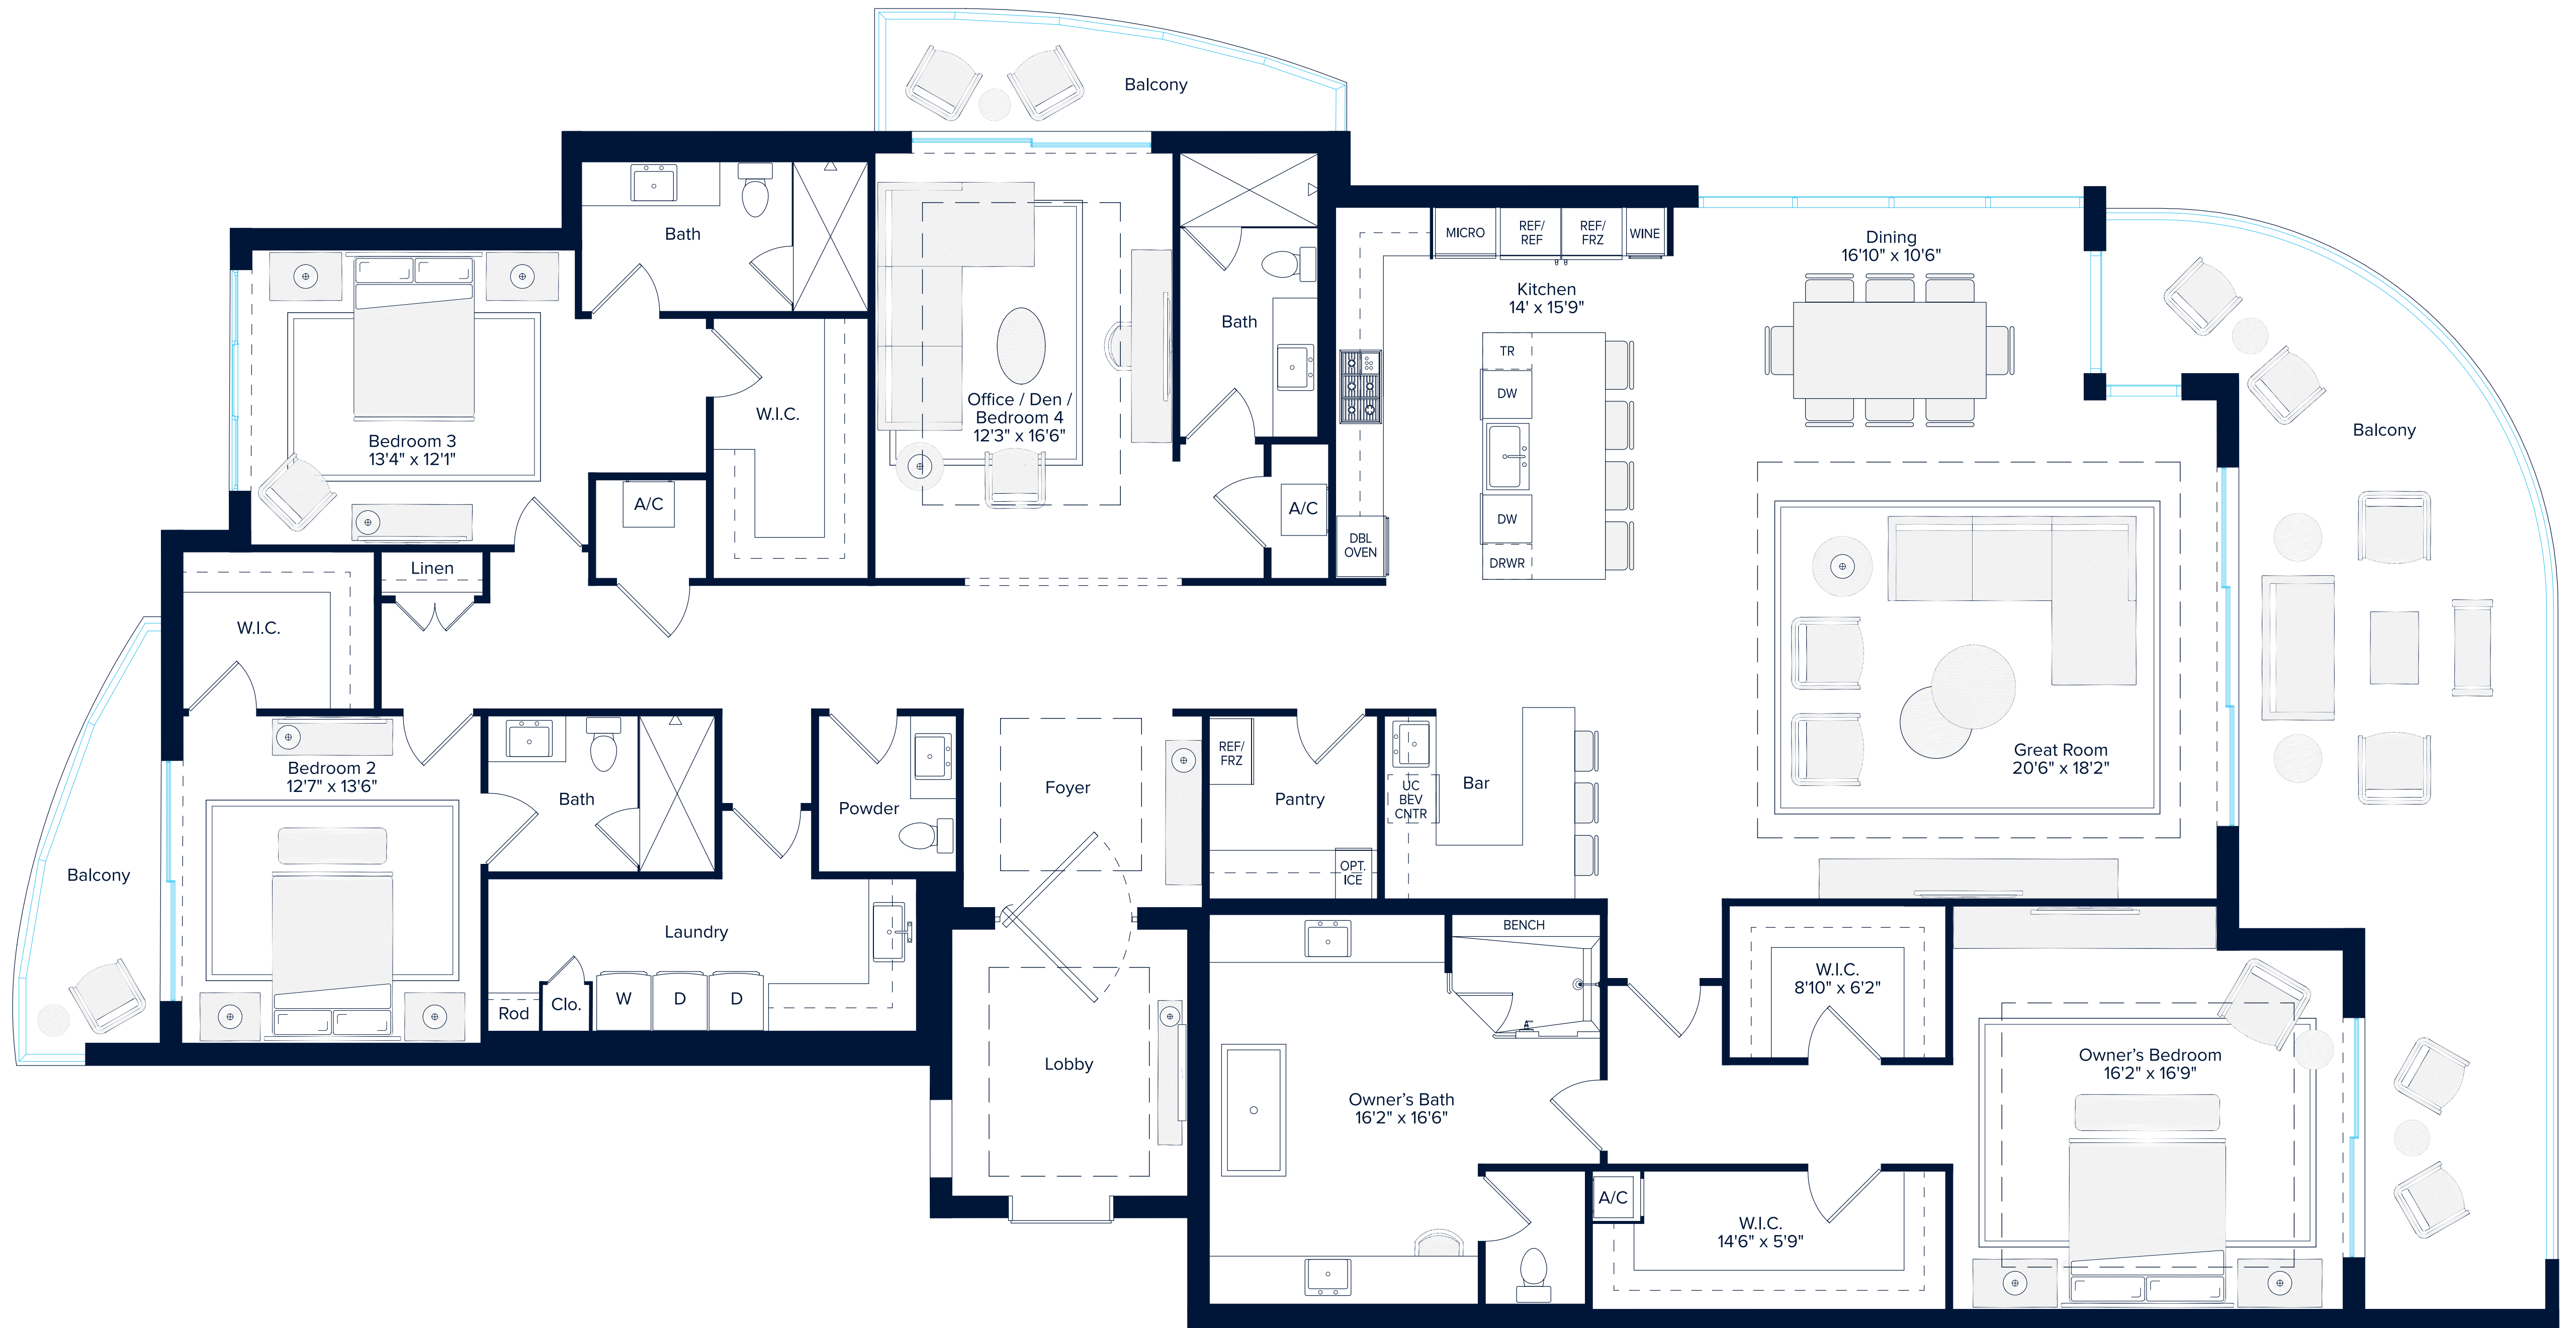 Balcony
Bath
MICRO
REF/
REF
REF/
FRZ
WINE
Dining
16'10" x 10'6"
Kitchen
14' x 15'9"
Bath
TR
DW
W.I.C.
Office / Den /
Bedroom 4
12'3" x 16'6"
Bedroom 3
13'4" x 12'1"
Balcony
A/C
A/C
DW
DBL
OVEN
DRWR
Linen
W.I.C.
Bedroom 2
12'7" x 13'6"
Bath
Powder
Foyer
REF/
FRZ
Pantry
OPT.
ICE
UC
BEV
CNTR
Bar
Great Room
20'6" x 18'2"
Balcony
Laundry
Rod
Clo.
W
D
D
Lobby
BENCH
W.I.C.
8'10" x 6'2"
Owner’s Bath
16'2" x 16'6"
Owner’s Bedroom
16'2" x 16'9"
A/C
W.I.C.
14'6" x 5'9"